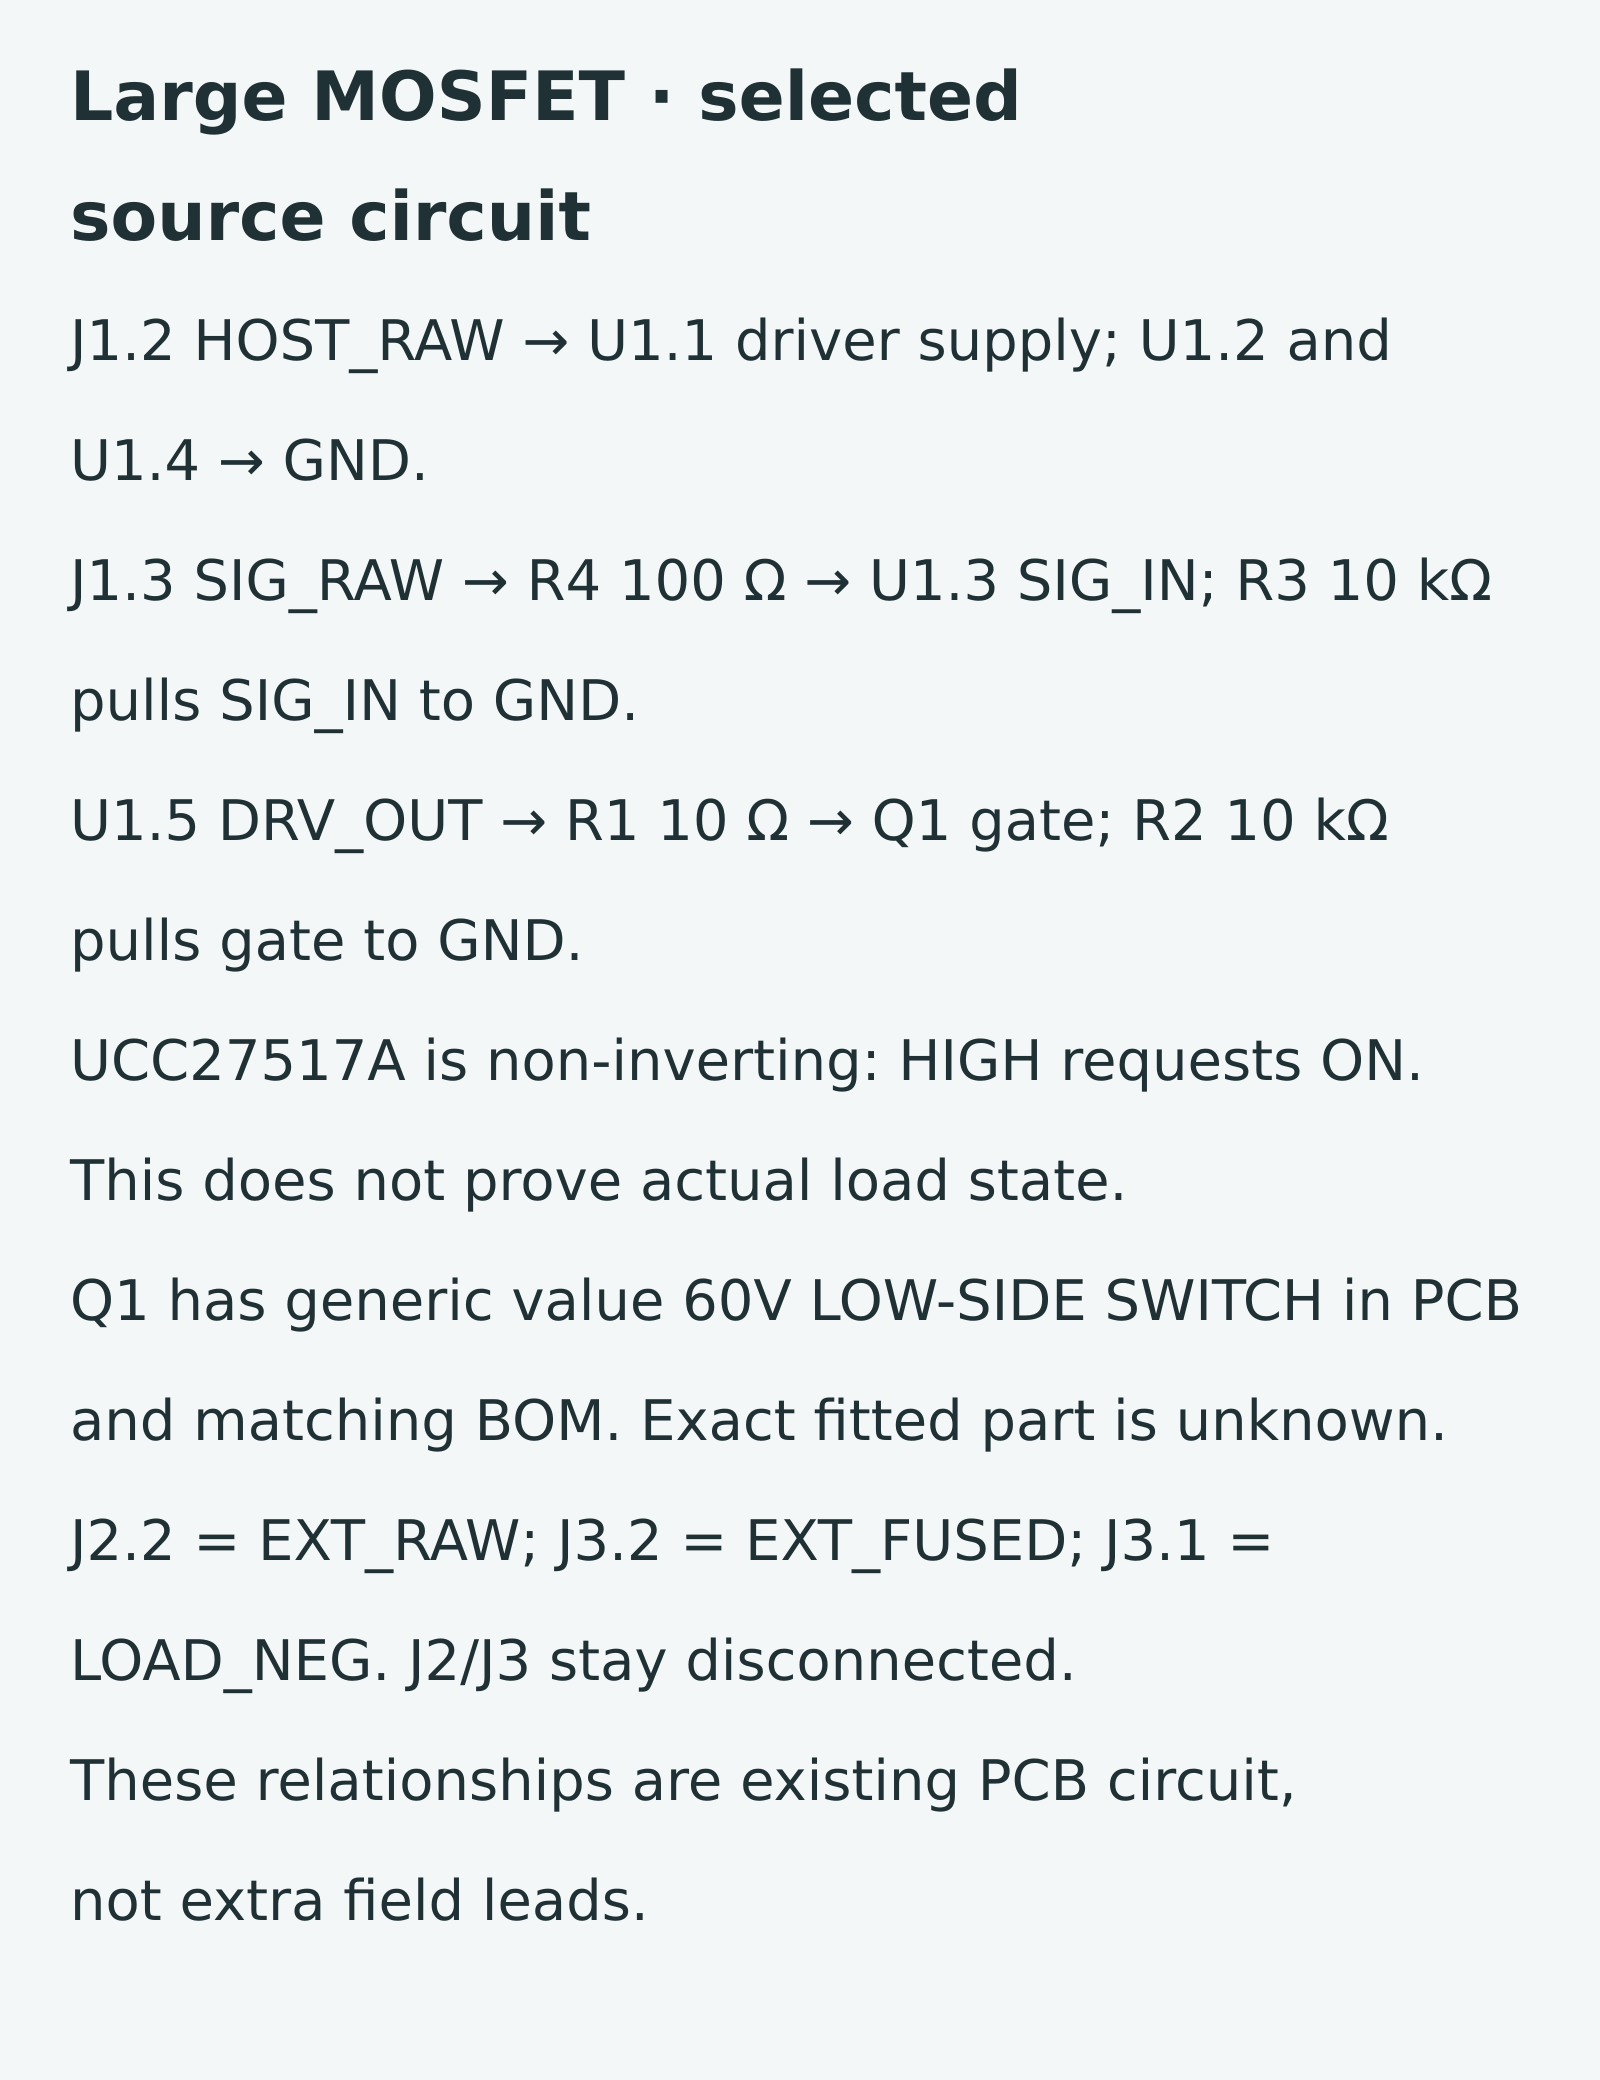 Large MOSFET · selected
source circuit
J1.2 HOST_RAW → U1.1 driver supply; U1.2 and
U1.4 → GND.
J1.3 SIG_RAW → R4 100 Ω → U1.3 SIG_IN; R3 10 kΩ
pulls SIG_IN to GND.
U1.5 DRV_OUT → R1 10 Ω → Q1 gate; R2 10 kΩ
pulls gate to GND.
UCC27517A is non-inverting: HIGH requests ON.
This does not prove actual load state.
Q1 has generic value 60V LOW-SIDE SWITCH in PCB
and matching BOM. Exact fitted part is unknown.
J2.2 = EXT_RAW; J3.2 = EXT_FUSED; J3.1 =
LOAD_NEG. J2/J3 stay disconnected.
These relationships are existing PCB circuit,
not extra field leads.